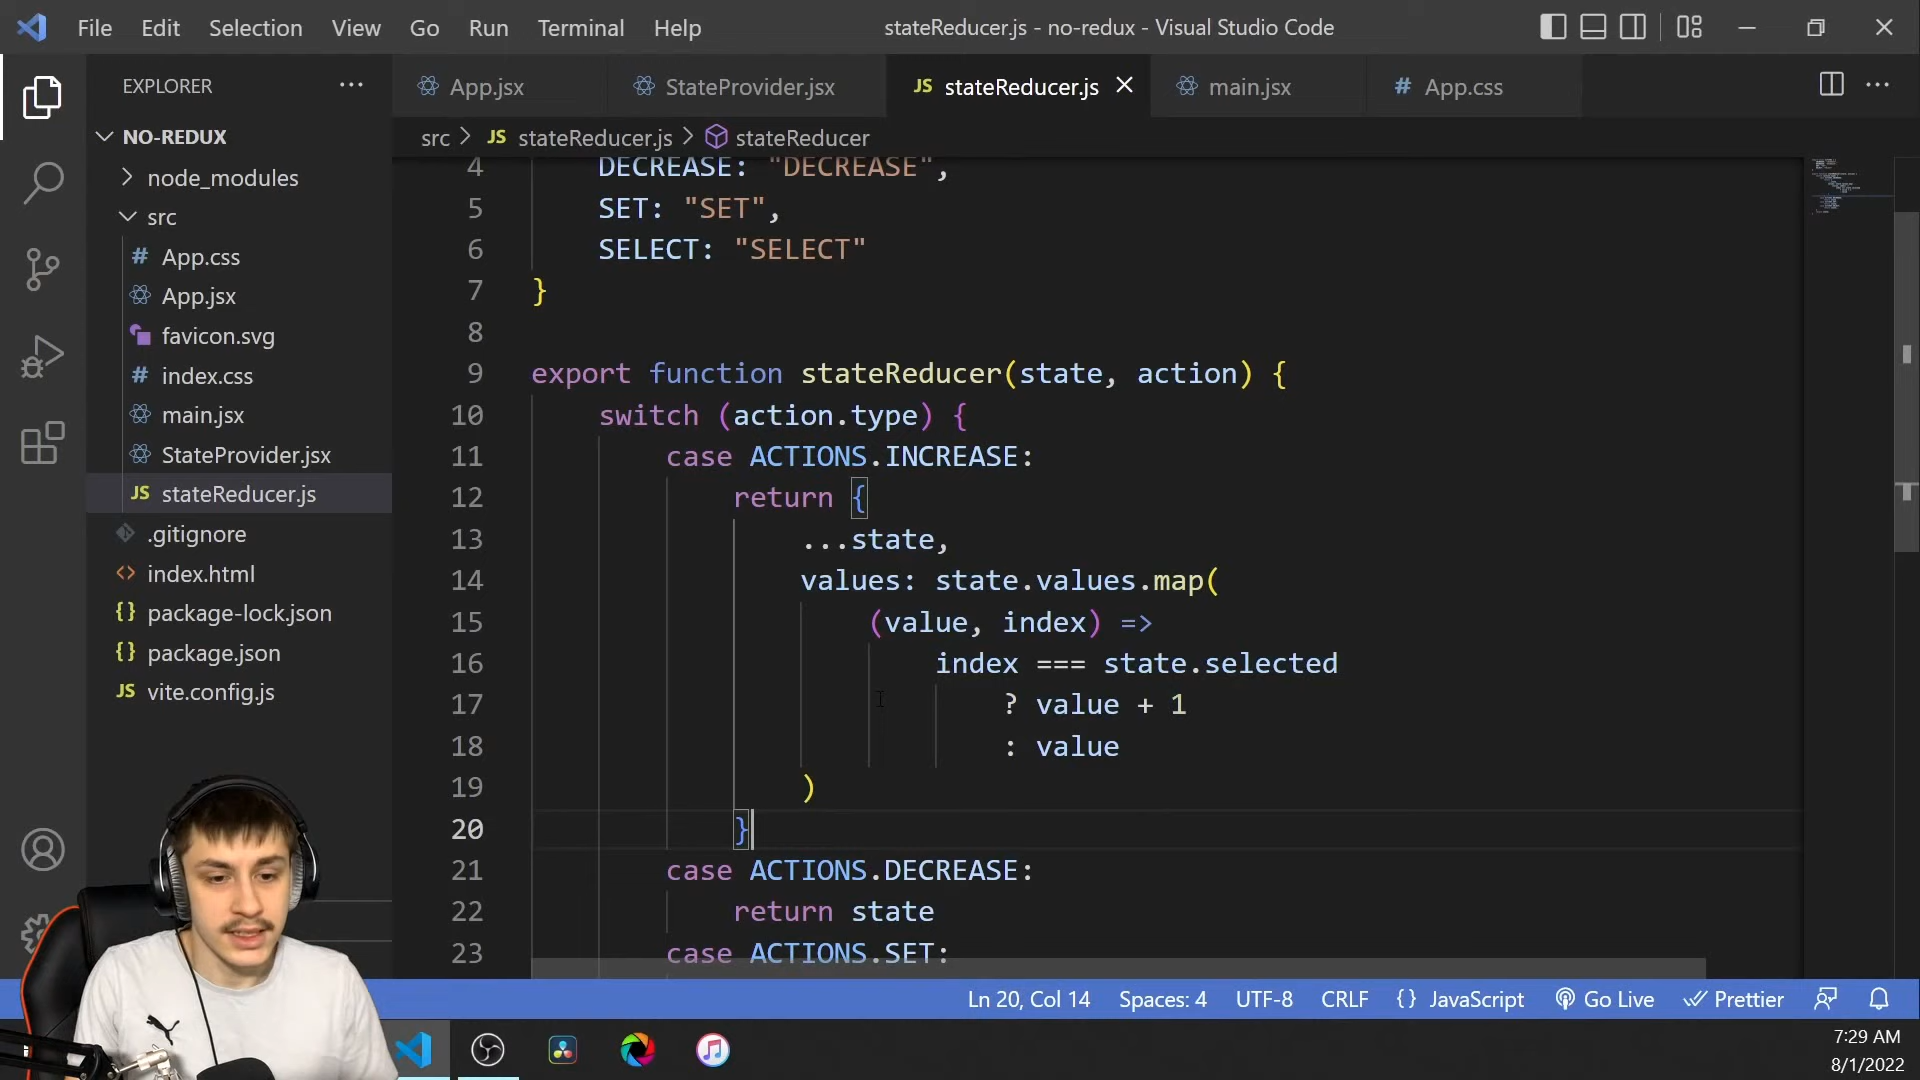 File Edit Selection View Go Run Terminal Help
stateReducer.js - no-redux - Visual Studio Code
EXPLORER
App.jsx
StateProvider.jsx
JS stateReducer.js
main.jsx
# App.css
NO-REDUX
src > JS stateReducer.js > stateReducer
node_modules
src
# App.css
App.jsx
favicon.svg
# index.css
main.jsx
StateProvider.jsx
JS stateReducer.js
.gitignore
<> index.html
{} package-lock.json
{} package.json
JS vite.config.js
4 DECREASE: "DECREASE",
5 SET: "SET",
6 SELECT: "SELECT"
7 }
8
9 export function stateReducer(state, action) {
10 switch (action.type) {
11 case ACTIONS.INCREASE:
12 return {
13 ...state,
14 values: state.values.map(
15 (value, index) =>
16 index === state.selected
17 ? value + 1
18 : value
19 )
20 }
21 case ACTIONS.DECREASE:
22 return state
23 case ACTIONS.SET:
Ln 20, Col 14 Spaces: 4 UTF-8 CRLF {} JavaScript Go Live Prettier
7:29 AM
8/1/2022